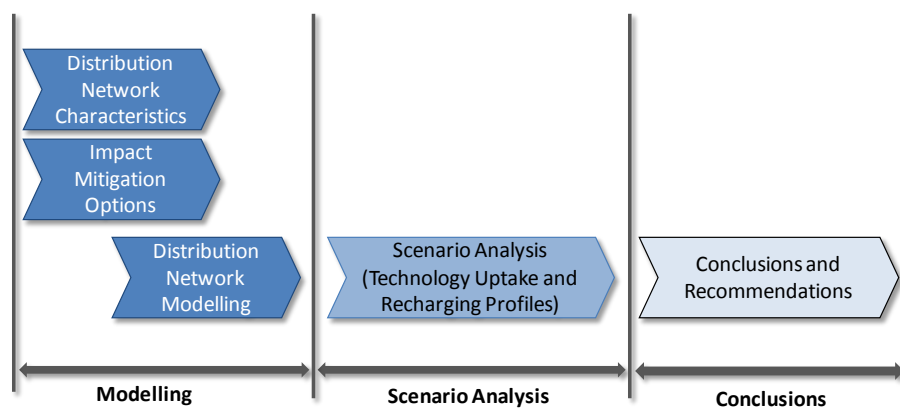 Distribution
Network
Characteristics
Impact
Mitigation
Options
Distribution
Network
Modelling
Scenario Analysis
(Technology Uptake and
Recharging Profiles)
Conclusions and
Recommendations
Modelling
Scenario Analysis
Conclusions